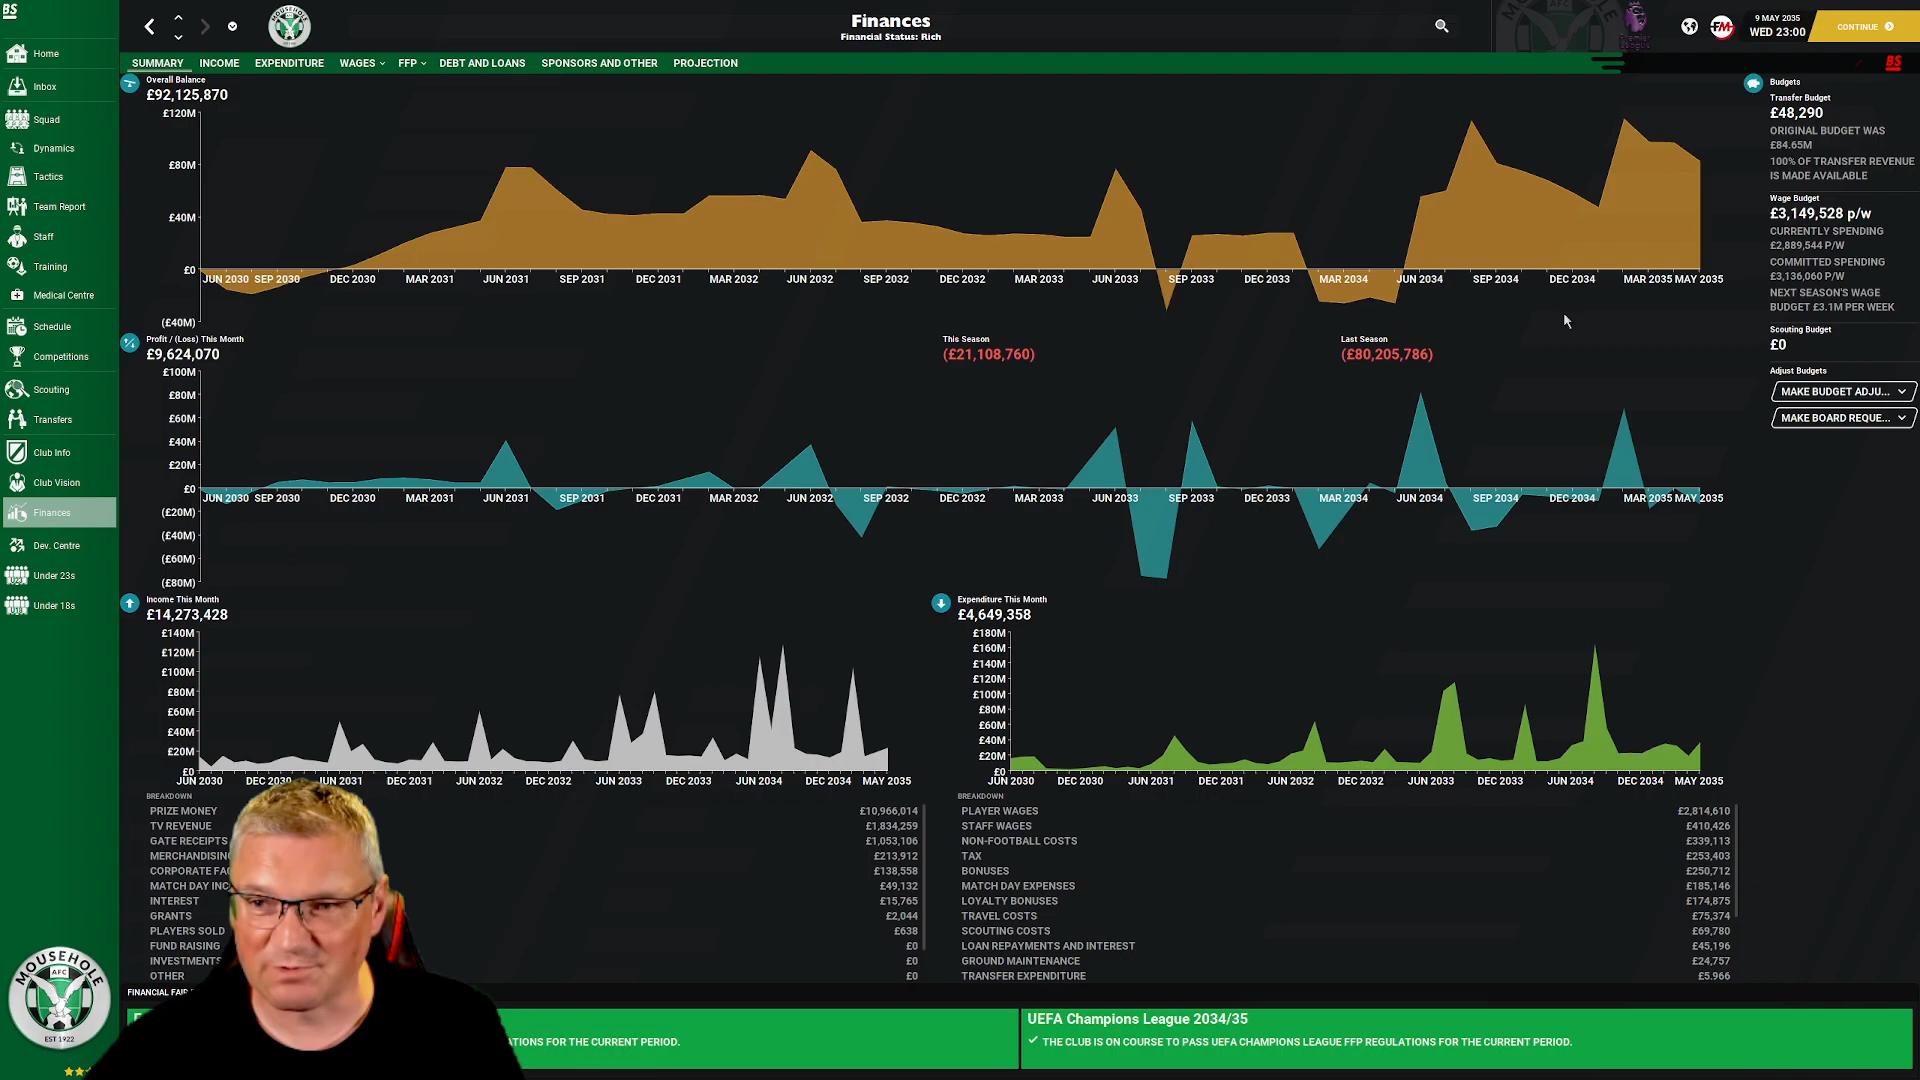 BS
Finances
Financial Status: Rich
9 MAY 2035
WED 23:00
CONTINUE
FM
Premier League
BS
Home
Inbox
Squad
Dynamics
Tactics
Team Report
Staff
Training
Medical Centre
Schedule
Competitions
Scouting
Transfers
Club Info
Club Vision
Finances
Dev. Centre
Under 23s
Under 18s
MOUSEHOLE
AFC
EST 1922
SUMMARY INCOME EXPENDITURE WAGES FFP DEBT AND LOANS SPONSORS AND OTHER PROJECTION
Overall Balance
£92,125,870
£120M
£80M
£40M
£0
(£40M)
JUN 2030 SEP 2030 DEC 2030 MAR 2031 JUN 2031 SEP 2031 DEC 2031 MAR 2032 JUN 2032 SEP 2032 DEC 2032 MAR 2033 JUN 2033 SEP 2033 DEC 2033 MAR 2034 JUN 2034 SEP 2034 DEC 2034 MAR 2035 MAY 2035
Profit / (Loss) This Month
£9,624,070
This Season
(£21,108,760)
Last Season
(£80,205,786)
£100M
£80M
£60M
£40M
£20M
£0
(£20M)
(£40M)
(£60M)
(£80M)
JUN 2030 SEP 2030 DEC 2030 MAR 2031 JUN 2031 SEP 2031 DEC 2031 MAR 2032 JUN 2032 SEP 2032 DEC 2032 MAR 2033 JUN 2033 SEP 2033 DEC 2033 MAR 2034 JUN 2034 SEP 2034 DEC 2034 MAR 2035 MAY 2035
Income This Month
£14,273,428
£140M
£120M
£100M
£80M
£60M
£40M
£20M
£0
JUN 2030 DEC 2030 JUN 2031 DEC 2031 JUN 2032 DEC 2032 JUN 2033 DEC 2033 JUN 2034 DEC 2034 MAY 2035
BREAKDOWN
PRIZE MONEY £10,966,014
TV REVENUE £1,834,259
GATE RECEIPTS £1,053,106
MERCHANDISING £213,912
CORPORATE FA £138,558
MATCH DAY INC £49,132
INTEREST £15,765
GRANTS £2,044
PLAYERS SOLD £638
FUND RAISING £0
INVESTMENTS £0
OTHER £0
Expenditure This Month
£4,649,358
£180M
£160M
£140M
£120M
£100M
£80M
£60M
£40M
£20M
£0
JUN 2030 DEC 2030 JUN 2031 DEC 2031 JUN 2032 DEC 2032 JUN 2033 DEC 2033 JUN 2034 DEC 2034 MAY 2035
BREAKDOWN
PLAYER WAGES £2,814,610
STAFF WAGES £410,426
NON-FOOTBALL COSTS £339,113
TAX £253,403
BONUSES £250,712
MATCH DAY EXPENSES £185,146
LOYALTY BONUSES £174,875
TRAVEL COSTS £75,374
SCOUTING COSTS £69,780
LOAN REPAYMENTS AND INTEREST £45,196
GROUND MAINTENANCE £24,757
TRANSFER EXPENDITURE £5,966
FINANCIAL FAIR
ATIONS FOR THE CURRENT PERIOD.
UEFA Champions League 2034/35
THE CLUB IS ON COURSE TO PASS UEFA CHAMPIONS LEAGUE FFP REGULATIONS FOR THE CURRENT PERIOD.
Budgets
Transfer Budget
£48,290
ORIGINAL BUDGET WAS
£84.65M
100% OF TRANSFER REVENUE
IS MADE AVAILABLE
Wage Budget
£3,149,528 p/w
CURRENTLY SPENDING
£2,889,544 P/W
COMMITTED SPENDING
£3,136,060 P/W
NEXT SEASON'S WAGE
BUDGET £3.1M PER WEEK
Scouting Budget
£0
Adjust Budgets
MAKE BUDGET ADJU...
MAKE BOARD REQUE...